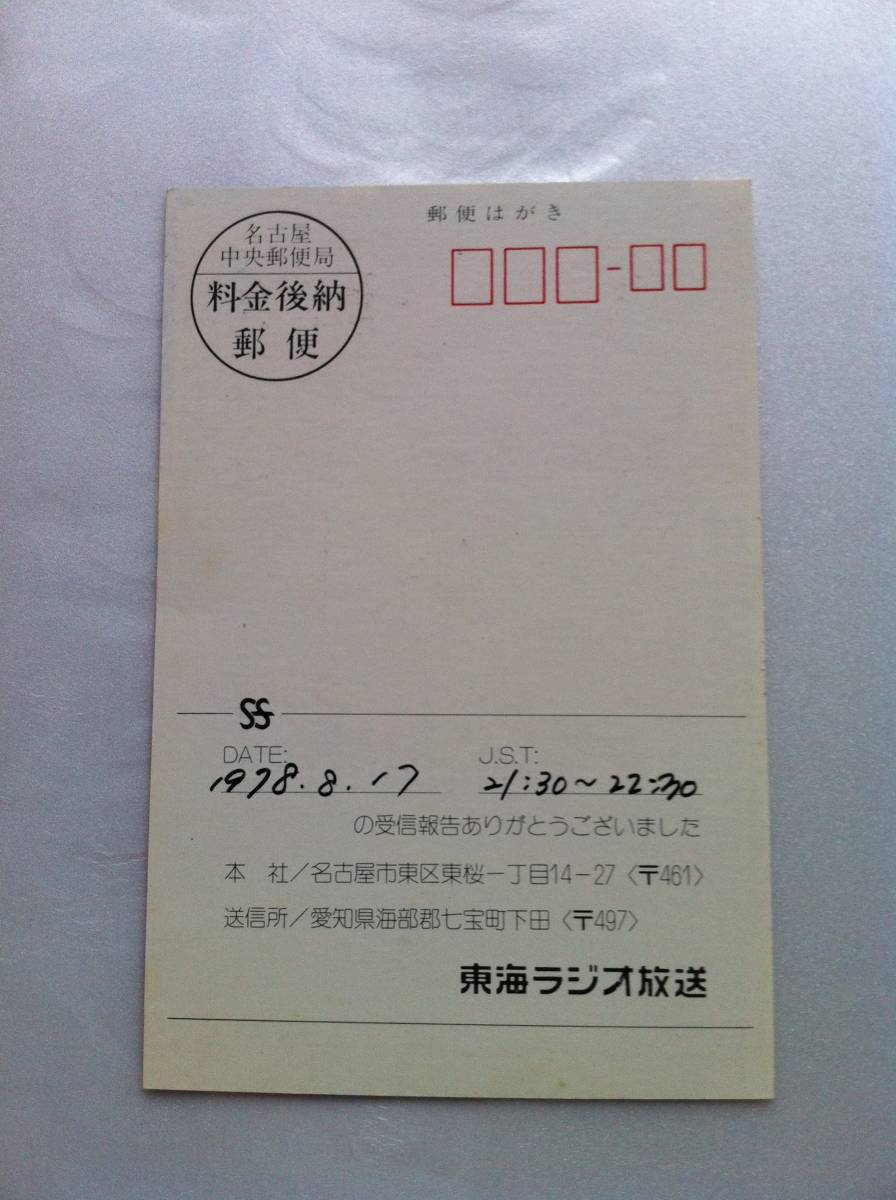 名古屋
中央郵便局
料金後納
郵便
郵便はがき
DATE: J.S.T:
1978.8.17 21:30～22:30
の受信報告ありがとうございました
本 社／名古屋市東区東桜一丁目14-27〈〒461〉
送信所／愛知県海部郡七宝町下田〈〒497〉
東海ラジオ放送